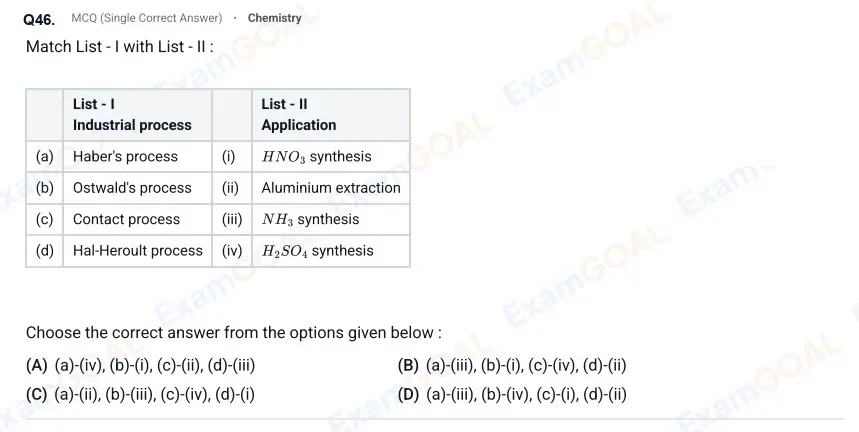 Q46. MCQ (Single Correct Answer) · Chemistry
Match List - I with List - II :
List - I List - II
Industrial process Application
(a) Haber's process (i) HNO₃ synthesis
(b) Ostwald's process (ii) Aluminium extraction
(c) Contact process (iii) NH₃ synthesis
(d) Hal-Heroult process (iv) H₂SO₄ synthesis
Choose the correct answer from the options given below :
(A) (a)-(iv), (b)-(i), (c)-(ii), (d)-(iii) (B) (a)-(iii), (b)-(i), (c)-(iv), (d)-(ii)
(C) (a)-(ii), (b)-(iii), (c)-(iv), (d)-(i) (D) (a)-(iii), (b)-(iv), (c)-(i), (d)-(ii)
ExamGOAL